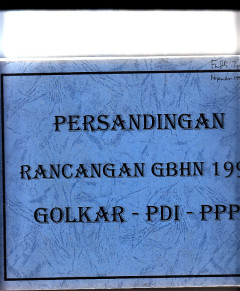 PERSANDINGAN
RANCANGAN GBHN 199
GOLKAR - PDI - PPP